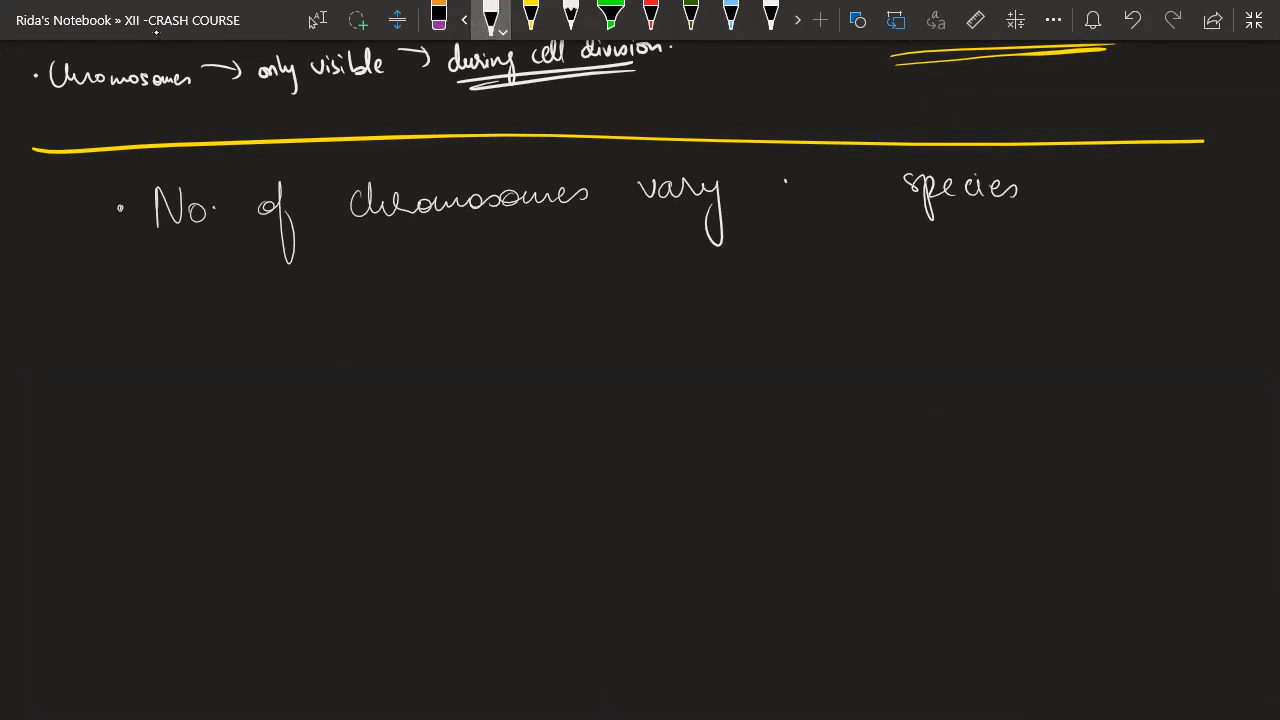 Rida's Notebook » XII -CRASH COURSE
• Chromosomes → only visible → during cell division.
• No. of chromosomes vary . species